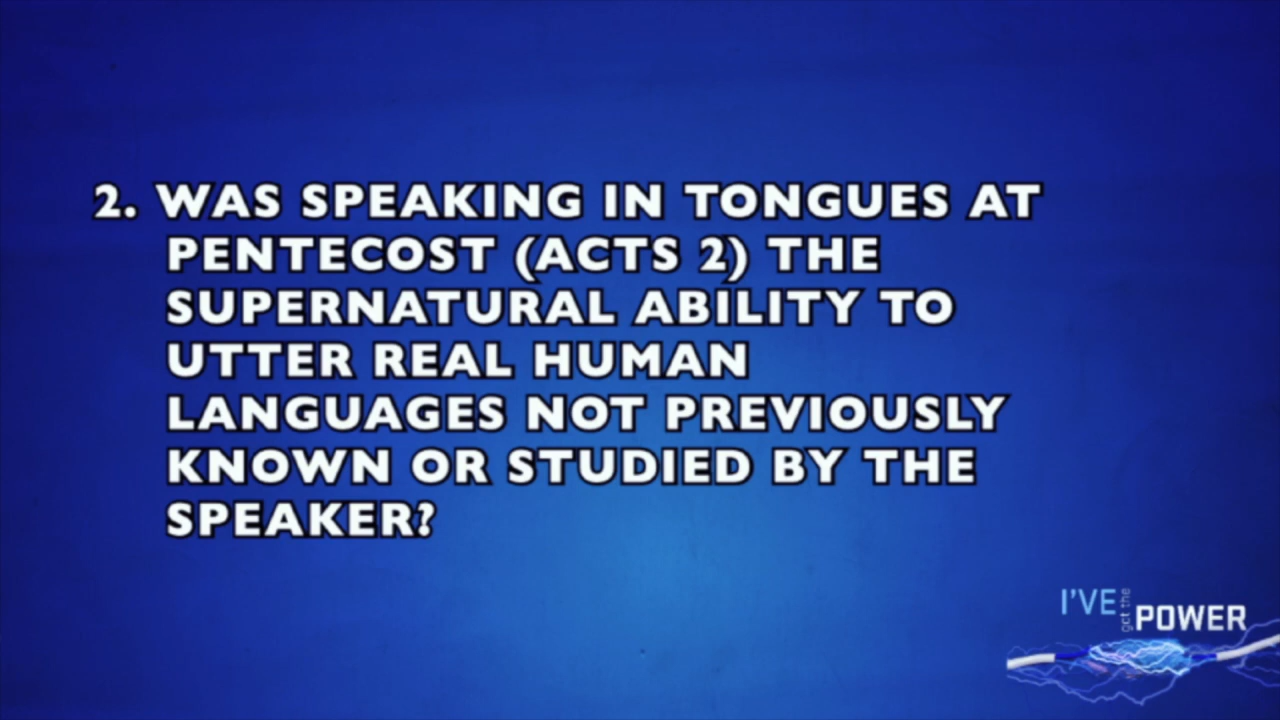 2. WAS SPEAKING IN TONGUES AT
PENTECOST (ACTS 2) THE
SUPERNATURAL ABILITY TO
UTTER REAL HUMAN
LANGUAGES NOT PREVIOUSLY
KNOWN OR STUDIED BY THE
SPEAKER?
I'VE got the POWER